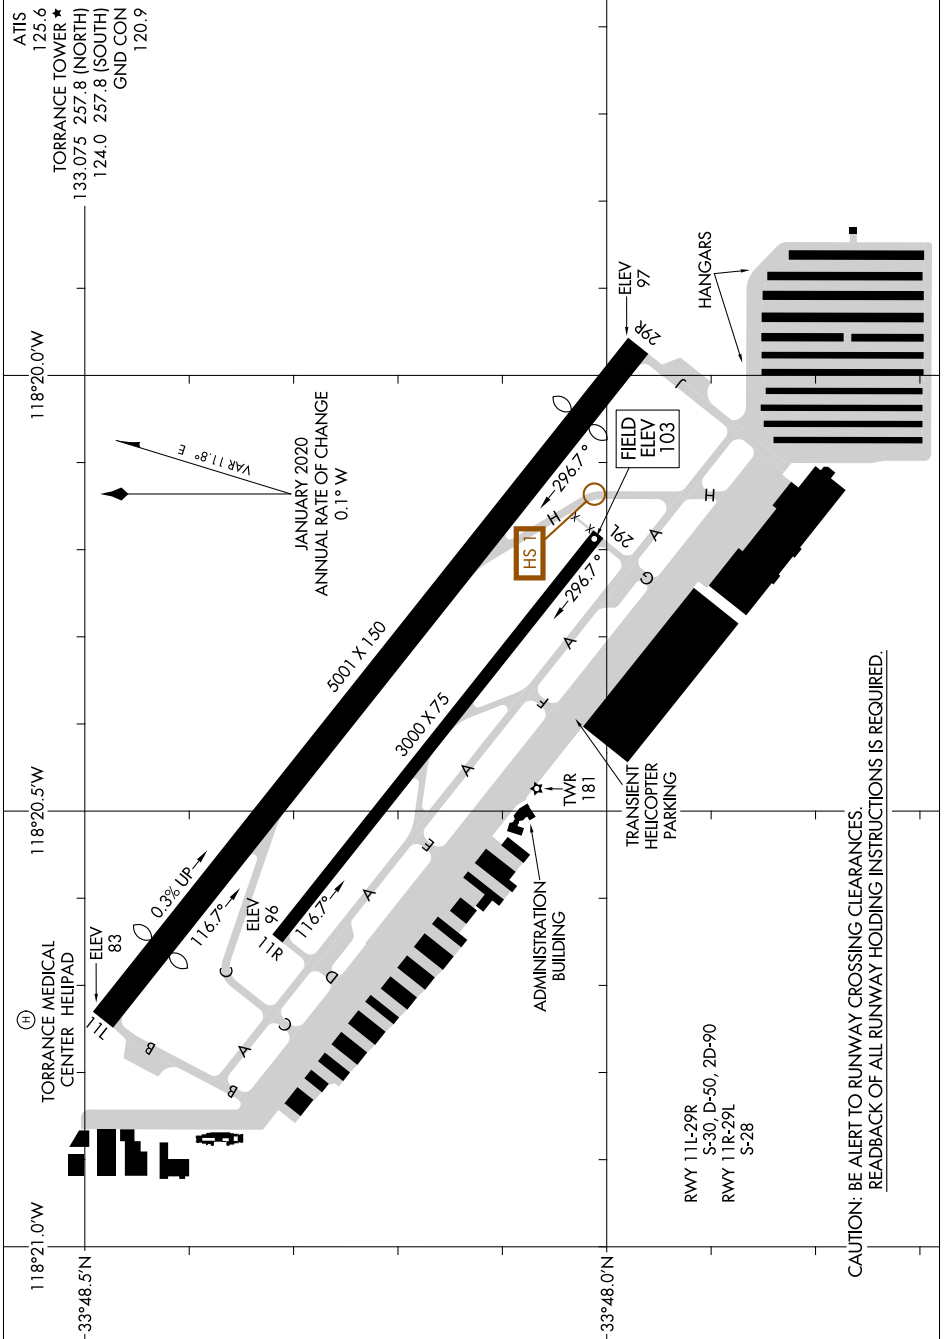 ATIS
125.6
TORRANCE TOWER ★
133.075 257.8 (NORTH)
124.0 257.8 (SOUTH)
GND CON
120.9
118°21.0'W
118°20.5'W
118°20.0'W
33°48.5'N
33°48.0'N
H
TORRANCE MEDICAL
CENTER HELIPAD
ELEV
83
11L
0.3% UP
116.7°
B
B
A
C
C
D
ELEV
96
11R
116.7°
A
E
A
F
A
G
A
H
H
J
5001 X 150
3000 X 75
VAR 11.8° E
JANUARY 2020
ANNUAL RATE OF CHANGE
0.1° W
HS 1
X
X
296.7°
296.7°
29L
29R
FIELD
ELEV
103
ELEV
97
HANGARS
TWR
181
ADMINISTRATION
BUILDING
TRANSIENT
HELICOPTER
PARKING
RWY 11L-29R
S-30, D-50, 2D-90
RWY 11R-29L
S-28
CAUTION: BE ALERT TO RUNWAY CROSSING CLEARANCES.
READBACK OF ALL RUNWAY HOLDING INSTRUCTIONS IS REQUIRED.